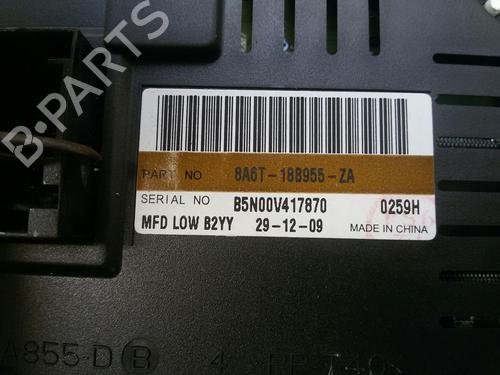 B-PARTS
PART NO 8A6T-18B955-ZA
SERIAL NO B5N00V417870 0259H
MFD LOW B2YY 29-12-09 MADE IN CHINA
A855-D B 4